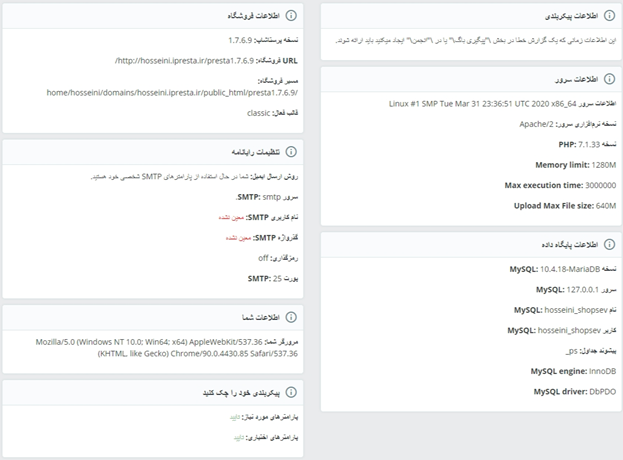 اطلاعات پیکربندی
این اطلاعات زمانی که یک گزارش خطا در بخش \"پیگیری باگ\" یا در \"انجمن\" ایجاد میکنید باید ارائه شوند.
اطلاعات سرور
اطلاعات سرور Linux #1 SMP Tue Mar 31 23:36:51 UTC 2020 x86_64
نسخه نرم‌افزاری سرور: Apache/2
نسخه PHP: 7.1.33
Memory limit: 1280M
Max execution time: 3000000
Upload Max File size: 640M
اطلاعات پایگاه داده
نسخه MySQL: 10.4.18-MariaDB
سرور MySQL: 127.0.0.1
نام MySQL: hosseini_shopsev
کاربر MySQL: hosseini_shopsev
پیشوند جداول: ps_
MySQL engine: InnoDB
MySQL driver: DbPDO
اطلاعات فروشگاه
نسخه پرستاشاپ: 1.7.6.9
URL فروشگاه: http://hosseini.ipresta.ir/presta1.7.6.9/
مسیر فروشگاه:
home/hosseini/domains/hosseini.ipresta.ir/public_html/presta1.7.6.9/
قالب فعال: classic
تنظیمات رایانامه
روش ارسال ایمیل: شما در حال استفاده از پارامترهای SMTP شخصی خود هستید.
سرور SMTP: smtp.
نام کاربری SMTP: معین نشده
گذرواژه SMTP: معین نشده
رمزگذاری: off
پورت SMTP: 25
اطلاعات شما
مرورگر شما: Mozilla/5.0 (Windows NT 10.0; Win64; x64) AppleWebKit/537.36
(KHTML, like Gecko) Chrome/90.0.4430.85 Safari/537.36
پیکربندی خود را چک کنید
پارامترهای مورد نیاز: تایید
پارامترهای اختیاری: تایید